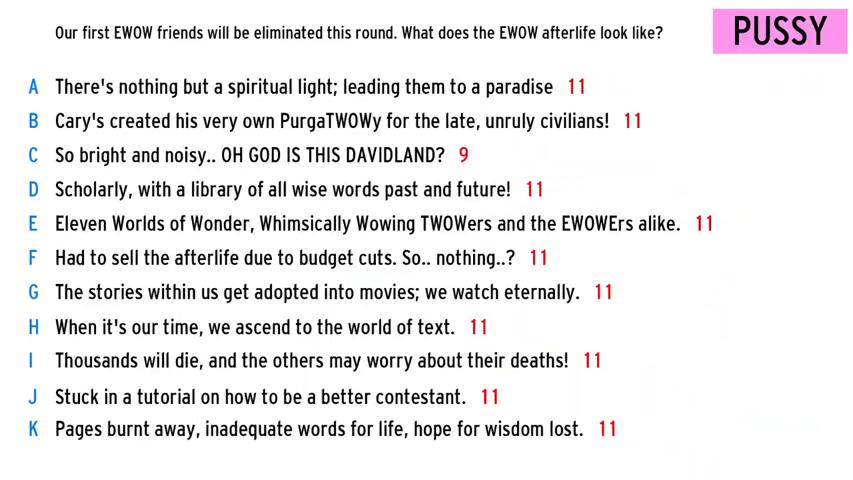 Our first EWOW friends will be eliminated this round. What does the EWOW afterlife look like?
PUSSY
A There's nothing but a spiritual light; leading them to a paradise 11
B Cary's created his very own PurgaTWOWy for the late, unruly civilians! 11
C So bright and noisy.. OH GOD IS THIS DAVIDLAND? 9
D Scholarly, with a library of all wise words past and future! 11
E Eleven Worlds of Wonder, Whimsically Wowing TWOWers and the EWOWErs alike. 11
F Had to sell the afterlife due to budget cuts. So.. nothing..? 11
G The stories within us get adopted into movies; we watch eternally. 11
H When it's our time, we ascend to the world of text. 11
I Thousands will die, and the others may worry about their deaths! 11
J Stuck in a tutorial on how to be a better contestant. 11
K Pages burnt away, inadequate words for life, hope for wisdom lost. 11